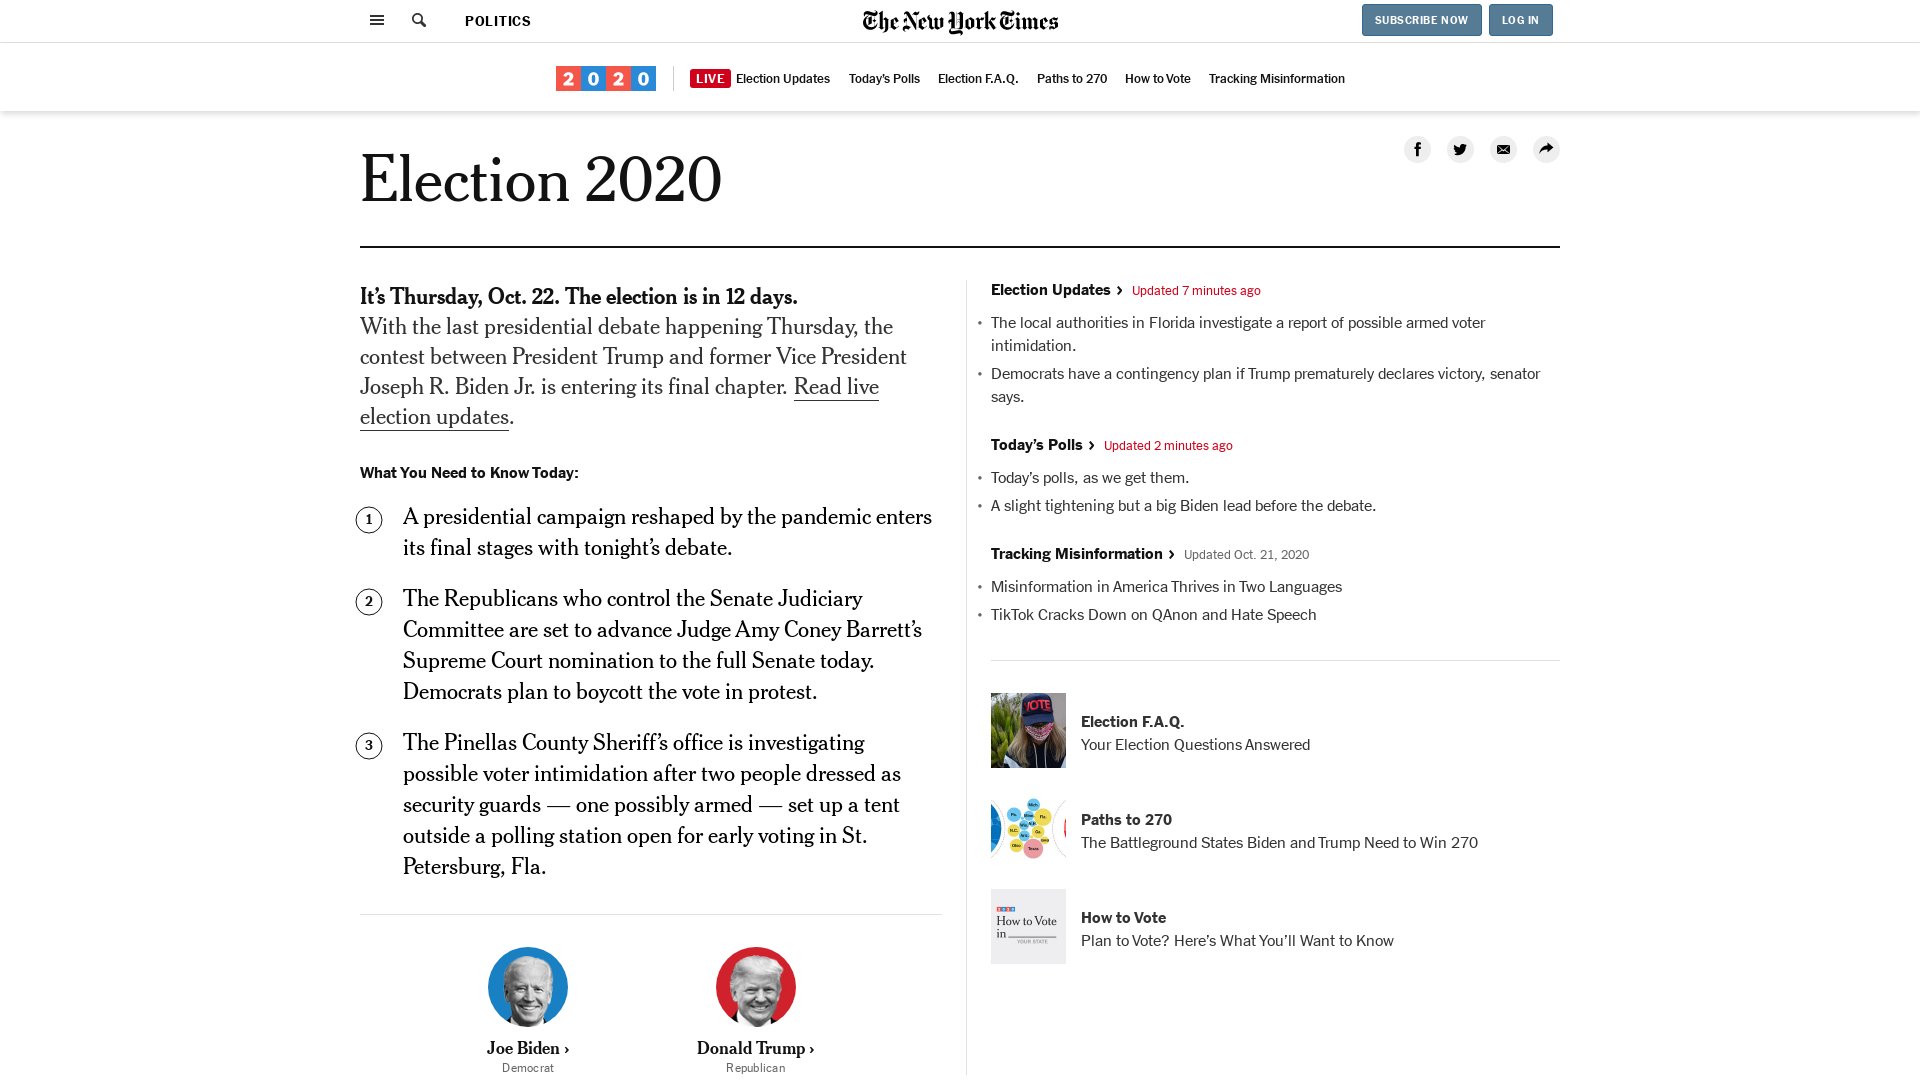 POLITICS
The New York Times
SUBSCRIBE NOW
LOG IN
2020
LIVE Election Updates
Today's Polls
Election F.A.Q.
Paths to 270
How to Vote
Tracking Misinformation
Election 2020
It's Thursday, Oct. 22. The election is in 12 days.
With the last presidential debate happening Thursday, the
contest between President Trump and former Vice President
Joseph R. Biden Jr. is entering its final chapter. Read live
election updates.
What You Need to Know Today:
1 A presidential campaign reshaped by the pandemic enters
its final stages with tonight's debate.
2 The Republicans who control the Senate Judiciary
Committee are set to advance Judge Amy Coney Barrett's
Supreme Court nomination to the full Senate today.
Democrats plan to boycott the vote in protest.
3 The Pinellas County Sheriff's office is investigating
possible voter intimidation after two people dressed as
security guards — one possibly armed — set up a tent
outside a polling station open for early voting in St.
Petersburg, Fla.
Joe Biden ›
Democrat
Donald Trump ›
Republican
Election Updates › Updated 7 minutes ago
• The local authorities in Florida investigate a report of possible armed voter
intimidation.
• Democrats have a contingency plan if Trump prematurely declares victory, senator
says.
Today's Polls › Updated 2 minutes ago
• Today's polls, as we get them.
• A slight tightening but a big Biden lead before the debate.
Tracking Misinformation › Updated Oct. 21, 2020
• Misinformation in America Thrives in Two Languages
• TikTok Cracks Down on QAnon and Hate Speech
VOTE
Election F.A.Q.
Your Election Questions Answered
Paths to 270
The Battleground States Biden and Trump Need to Win 270
How to Vote
in
YOUR STATE
How to Vote
Plan to Vote? Here's What You'll Want to Know